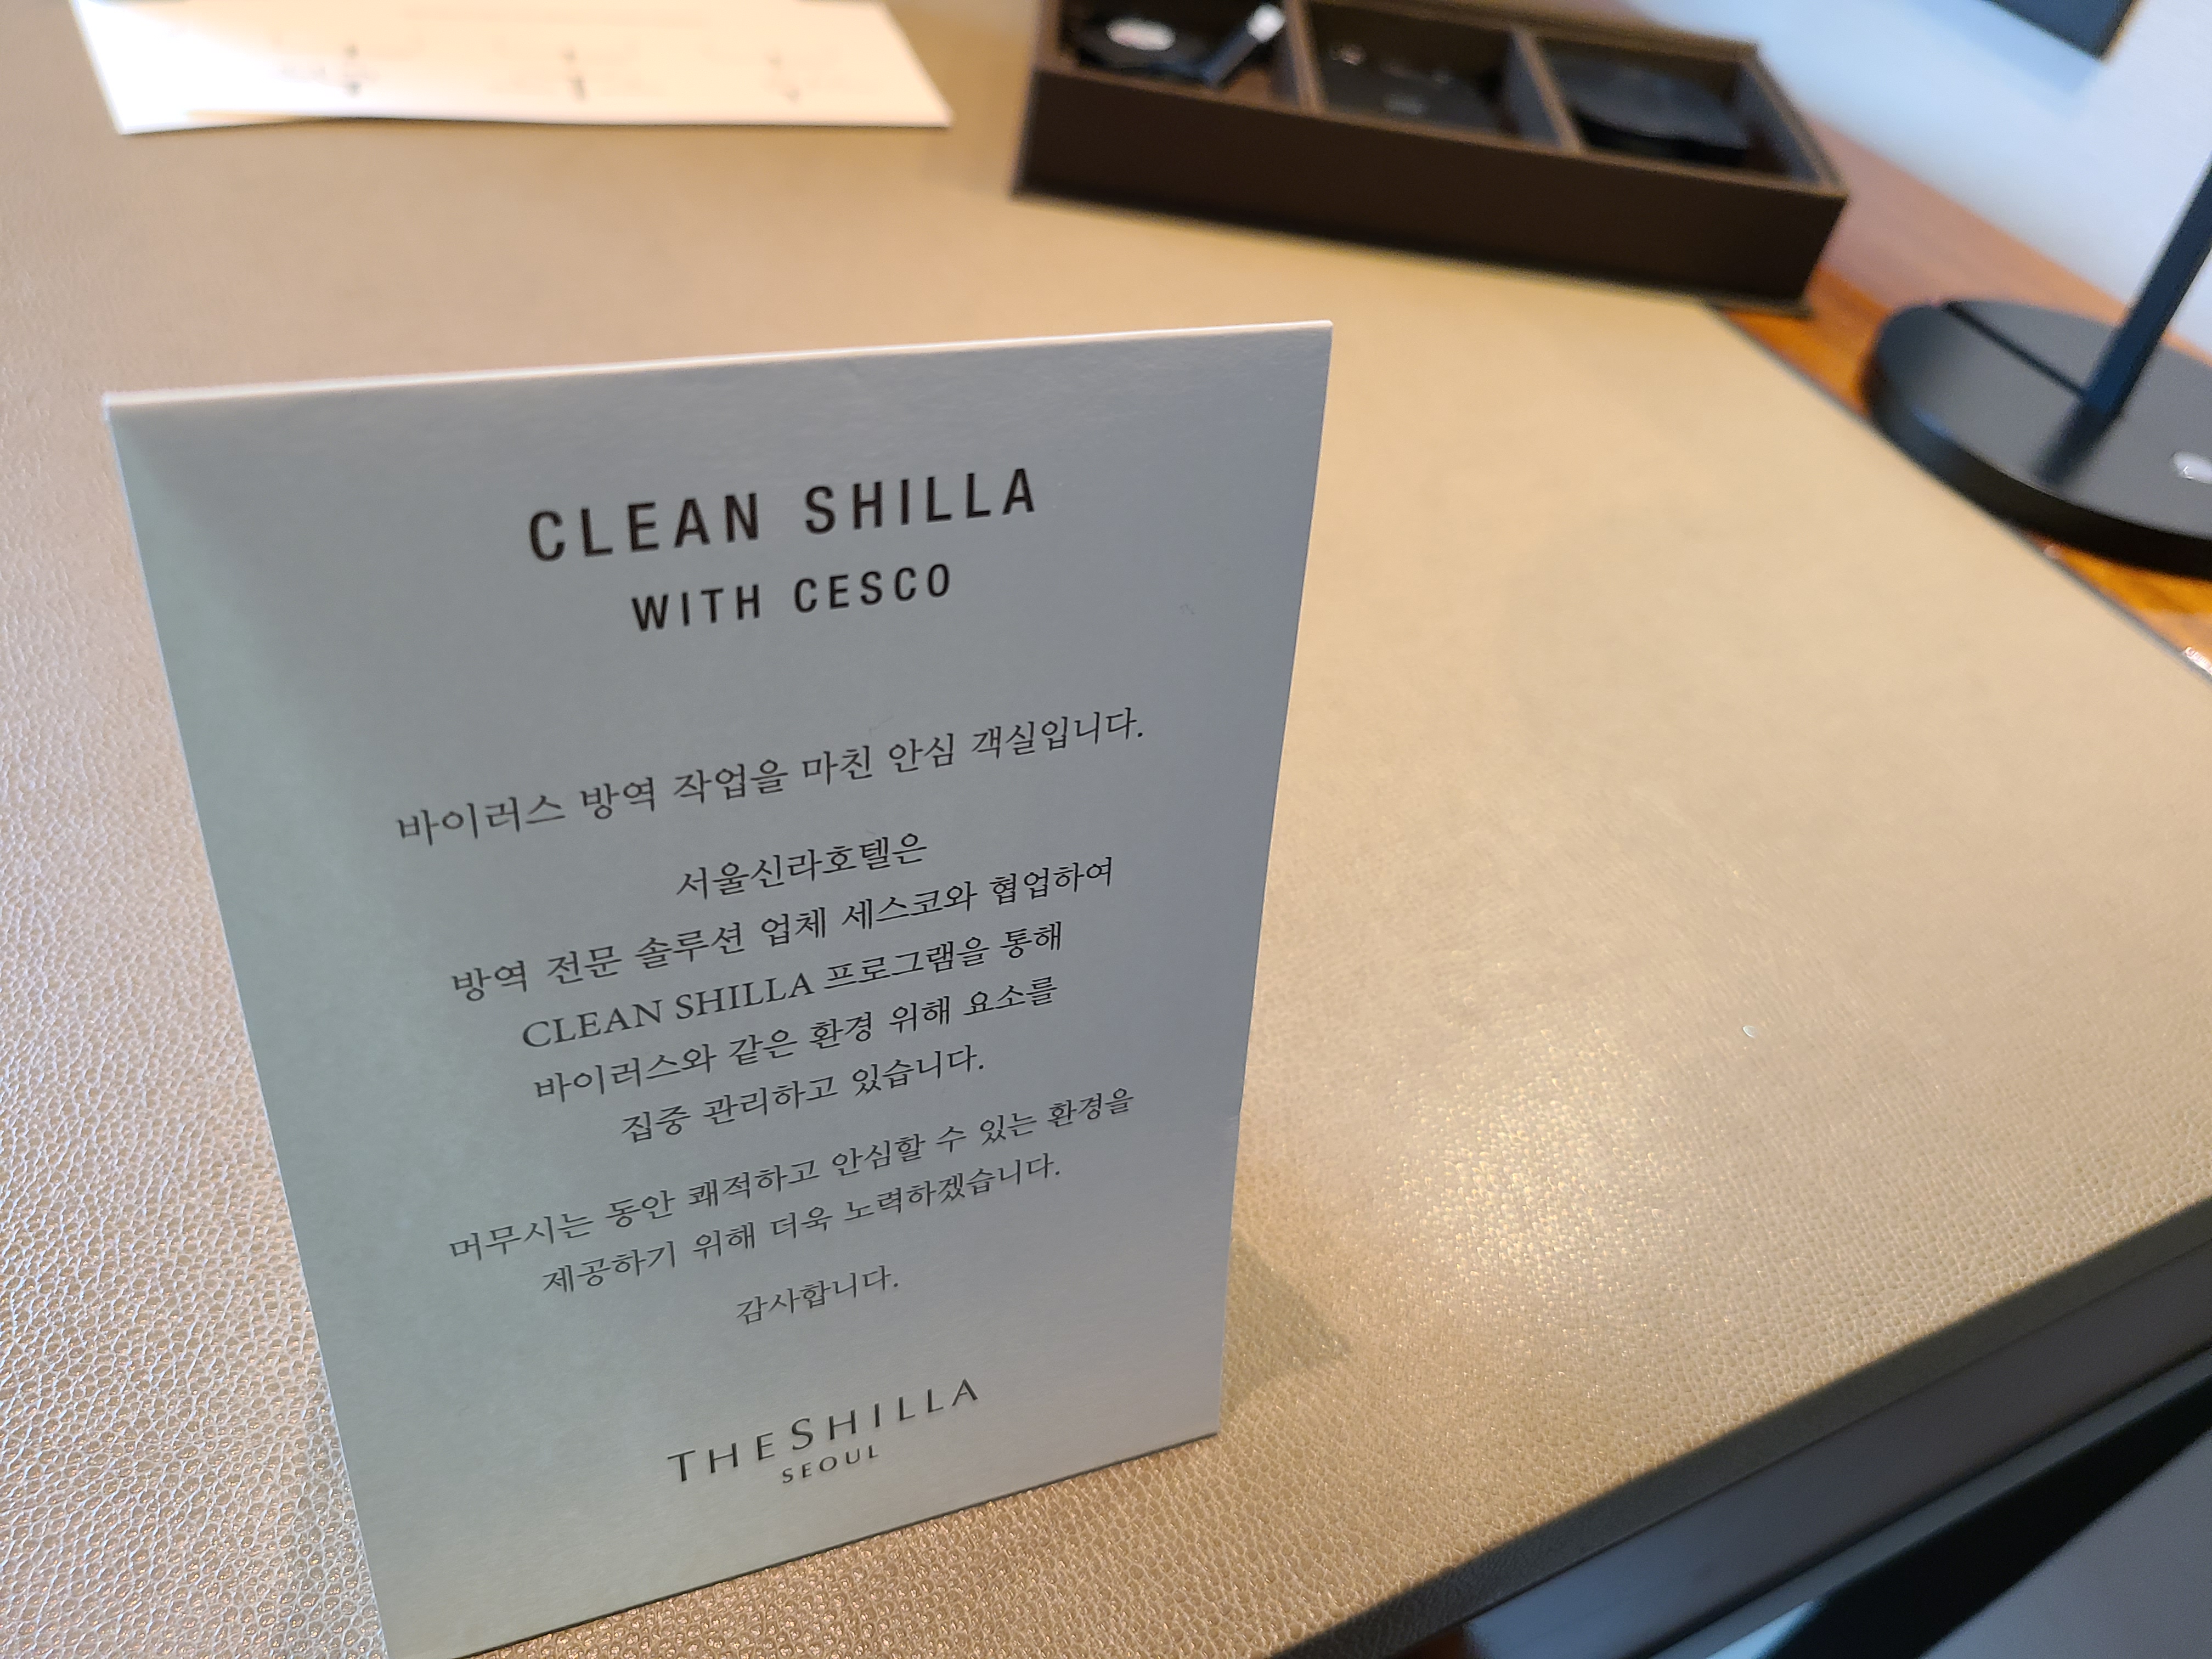 CLEAN SHILLA
WITH CESCO
바이러스 방역 작업을 마친 안심 객실입니다.
서울신라호텔은
방역 전문 솔루션 업체 세스코와 협업하여
CLEAN SHILLA 프로그램을 통해
바이러스와 같은 환경 위해 요소를
집중 관리하고 있습니다.
머무시는 동안 쾌적하고 안심할 수 있는 환경을
제공하기 위해 더욱 노력하겠습니다.
감사합니다.
THE SHILLA
SEOUL